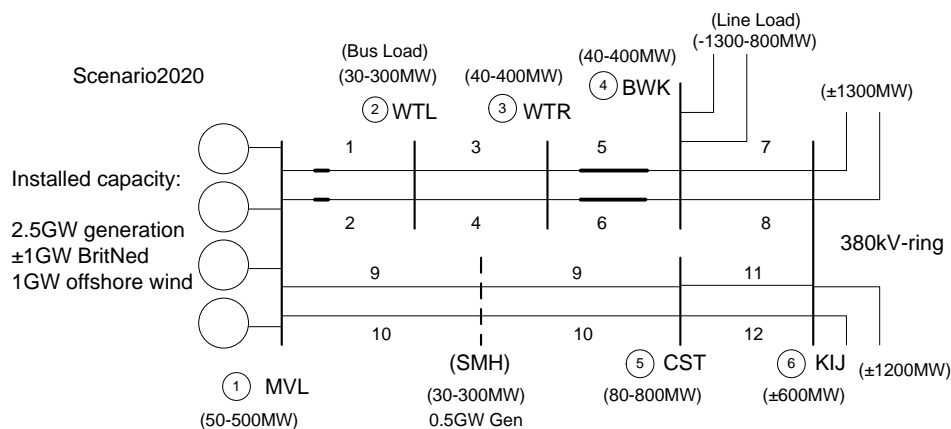 (Line Load)
(-1300-800MW)
(Bus Load)
(30-300MW)
(40-400MW)
(40-400MW)
Scenario2020
4 BWK
(±1300MW)
2 WTL
3 WTR
1
3
5
7
Installed capacity:
2.5GW generation
±1GW BritNed
1GW offshore wind
2
4
6
8
380kV-ring
9
9
11
10
10
12
1 MVL
(SMH)
5 CST
6 KIJ
(±1200MW)
(50-500MW)
(30-300MW)
0.5GW Gen
(80-800MW)
(±600MW)